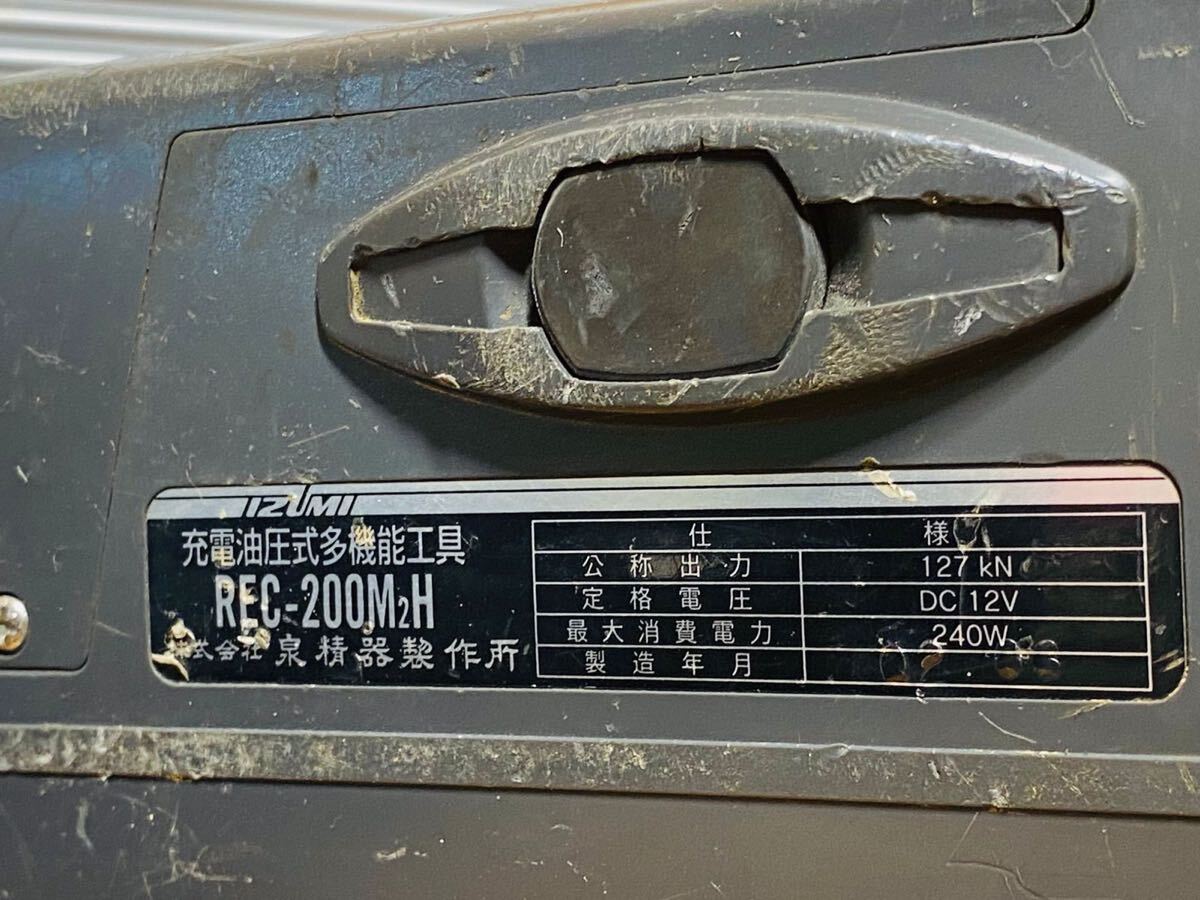 IZUMI
充電油圧式多機能工具
REC-200M₂H
株式会社 泉精器製作所
仕様
公称出力 127 kN
定格電圧 DC 12V
最大消費電力 240W
製造年月